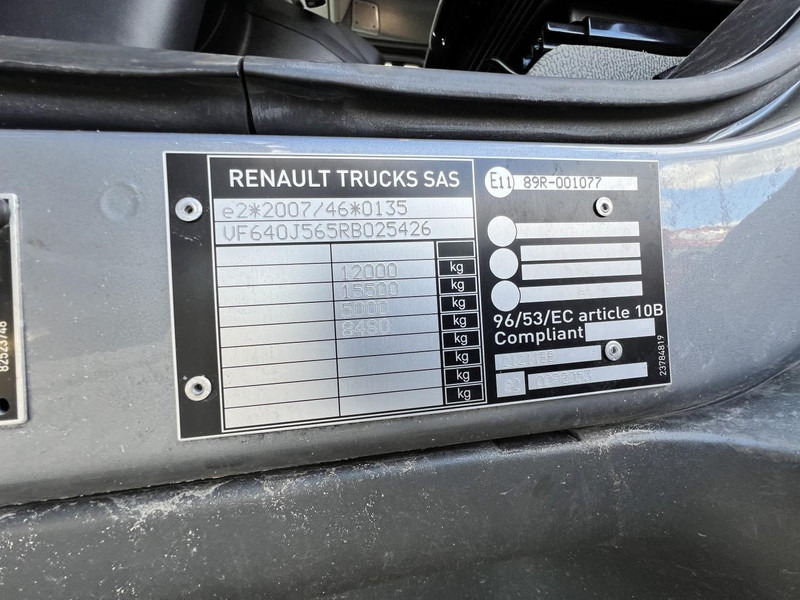 RENAULT TRUCKS SAS
e2*2007/46*0135
VF640J565RB025426
12000 kg
15500 kg
5000 kg
8480 kg
kg
kg
kg
kg
E11 89R-001077
96/53/EC article 10B
Compliant
23784819
82523748